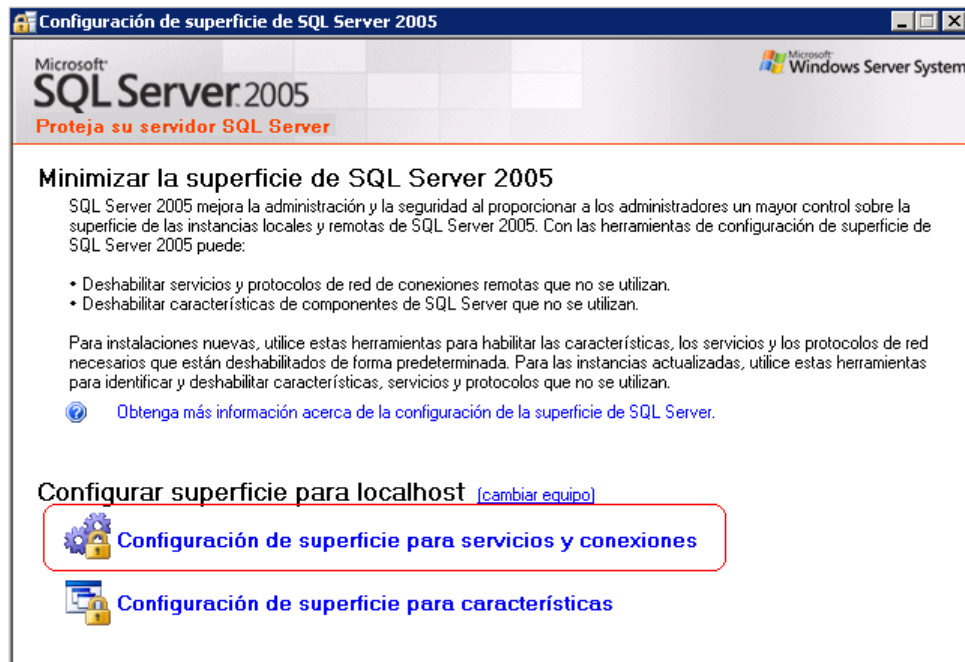 Configuración de superficie de SQL Server 2005
Microsoft
SQL Server 2005
Microsoft
Windows Server System
Proteja su servidor SQL Server
Minimizar la superficie de SQL Server 2005
SQL Server 2005 mejora la administración y la seguridad al proporcionar a los administradores un mayor control sobre la
superficie de las instancias locales y remotas de SQL Server 2005. Con las herramientas de configuración de superficie de
SQL Server 2005 puede:
• Deshabilitar servicios y protocolos de red de conexiones remotas que no se utilizan.
• Deshabilitar características de componentes de SQL Server que no se utilizan.
Para instalaciones nuevas, utilice estas herramientas para habilitar las características, los servicios y los protocolos de red
necesarios que están deshabilitados de forma predeterminada. Para las instancias actualizadas, utilice estas herramientas
para identificar y deshabilitar características, servicios y protocolos que no se utilizan.
Obtenga más información acerca de la configuración de la superficie de SQL Server.
Configurar superficie para localhost (cambiar equipo)
Configuración de superficie para servicios y conexiones
Configuración de superficie para características